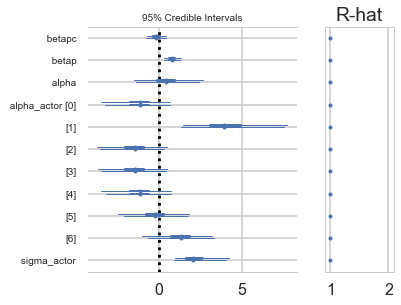 95% Credible Intervals
R-hat
betapc
betap
alpha
alpha_actor [0]
[1]
[2]
[3]
[4]
[5]
[6]
sigma_actor
0 5
1 2